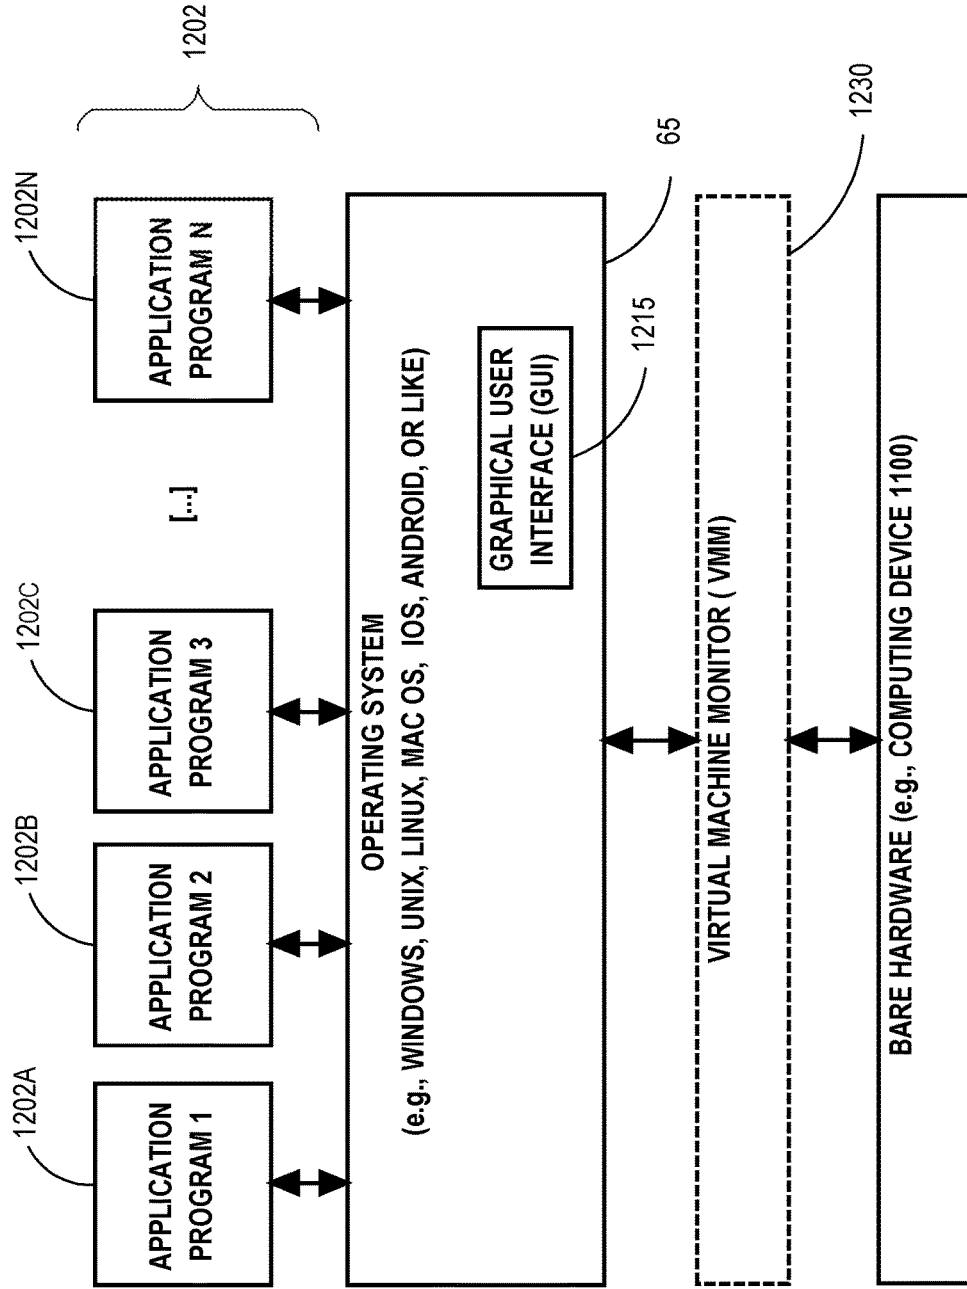 1202A
1202B
1202C
1202N
1202
APPLICATION
PROGRAM 1
APPLICATION
PROGRAM 2
APPLICATION
PROGRAM 3
[...]
APPLICATION
PROGRAM N
OPERATING SYSTEM
(e.g., WINDOWS, UNIX, LINUX, MAC OS, IOS, ANDROID, OR LIKE)
GRAPHICAL USER
INTERFACE (GUI)
1215
65
VIRTUAL MACHINE MONITOR ( VMM)
1230
BARE HARDWARE (e.g., COMPUTING DEVICE 1100)